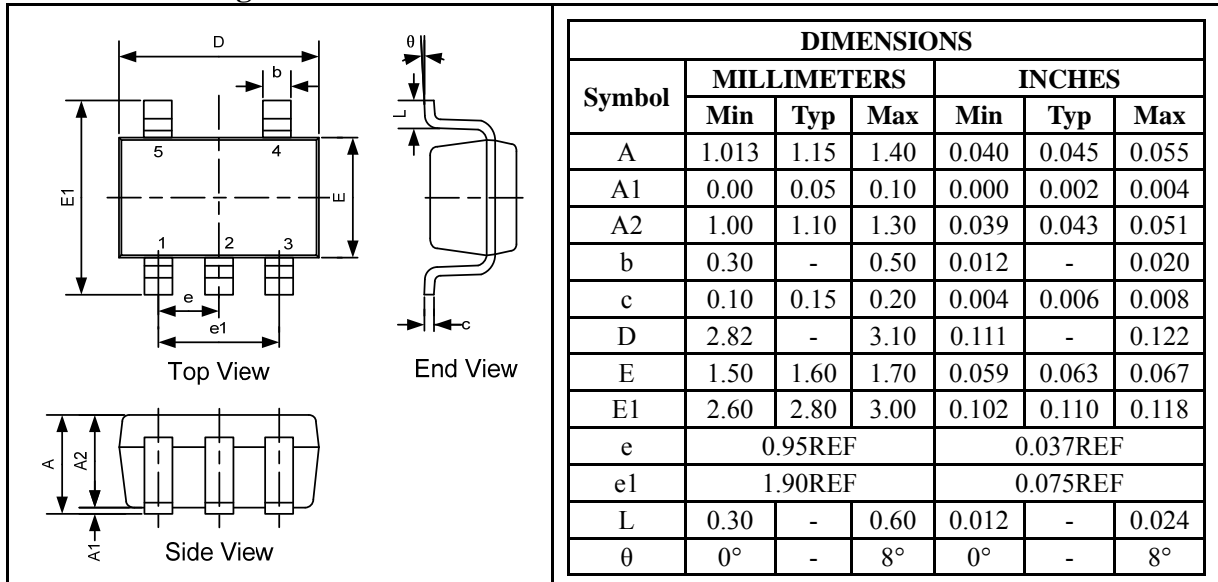 D
θ
b
L
5 4
E1
E
1 2 3
e
e1
c
Top View
End View
A
A2
A1
Side View
DIMENSIONS
Symbol MILLIMETERS INCHES
Min Typ Max Min Typ Max
A 1.013 1.15 1.40 0.040 0.045 0.055
A1 0.00 0.05 0.10 0.000 0.002 0.004
A2 1.00 1.10 1.30 0.039 0.043 0.051
b 0.30 - 0.50 0.012 - 0.020
c 0.10 0.15 0.20 0.004 0.006 0.008
D 2.82 - 3.10 0.111 - 0.122
E 1.50 1.60 1.70 0.059 0.063 0.067
E1 2.60 2.80 3.00 0.102 0.110 0.118
e 0.95REF 0.037REF
e1 1.90REF 0.075REF
L 0.30 - 0.60 0.012 - 0.024
θ 0° - 8° 0° - 8°